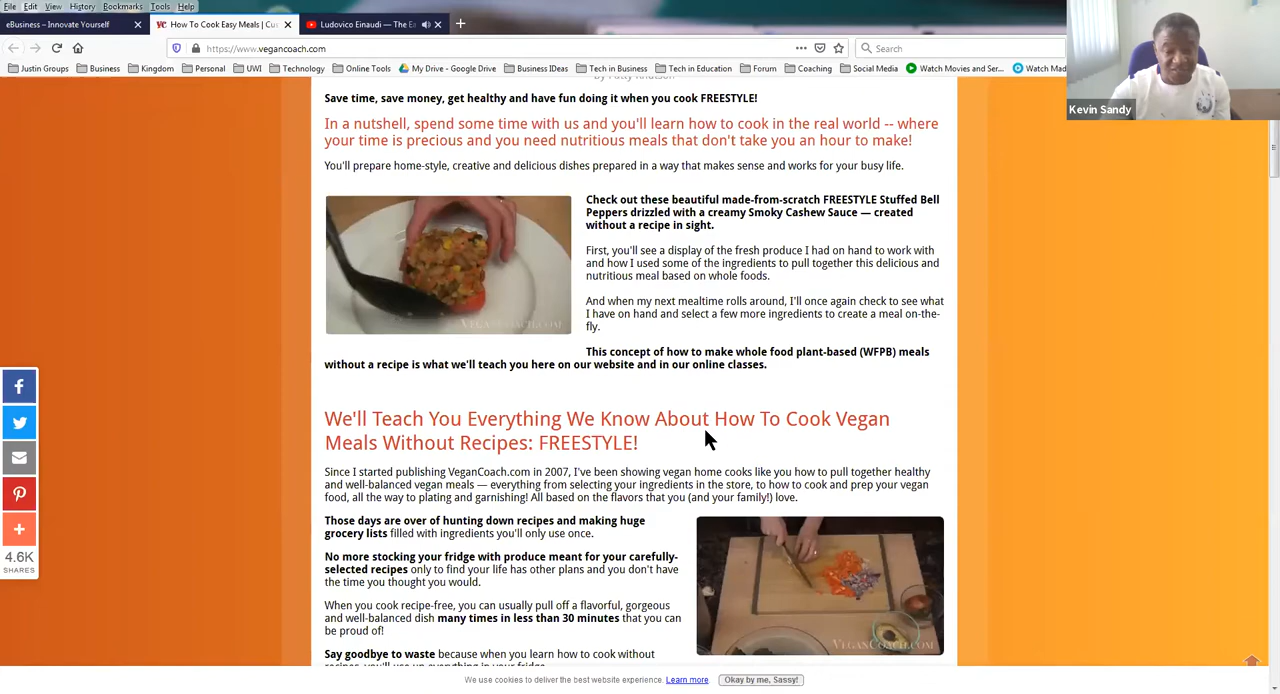 File Edit View History Bookmarks Tools Help
eBusiness – Innovate Yourself
How To Cook Easy Meals | Cus
Ludovico Einaudi — The Ea
https://www.vegancoach.com
Search
Justin Groups Business Kingdom Personal UWI Technology Online Tools My Drive - Google Drive Business IDeas Tech in Business Tech in Education Forum Coaching Social Media Watch Movies and Ser... Watch Mad
Kevin Sandy
Save time, save money, get healthy and have fun doing it when you cook FREESTYLE!
In a nutshell, spend some time with us and you'll learn how to cook in the real world -- where
your time is precious and you need nutritious meals that don't take you an hour to make!
You'll prepare home-style, creative and delicious dishes prepared in a way that makes sense and works for your busy life.
Check out these beautiful made-from-scratch FREESTYLE Stuffed Bell
Peppers drizzled with a creamy Smoky Cashew Sauce — created
without a recipe in sight.
First, you'll see a display of the fresh produce I had on hand to work with
and how I used some of the ingredients to pull together this delicious and
nutritious meal based on whole foods.
And when my next mealtime rolls around, I'll once again check to see what
I have on hand and select a few more ingredients to create a meal on-the-
fly.
VEGANCOACH.COM
This concept of how to make whole food plant-based (WFPB) meals
without a recipe is what we'll teach you here on our website and in our online classes.
We'll Teach You Everything We Know About How To Cook Vegan
Meals Without Recipes: FREESTYLE!
Since I started publishing VeganCoach.com in 2007, I've been showing vegan home cooks like you how to pull together healthy
and well-balanced vegan meals — everything from selecting your ingredients in the store, to how to cook and prep your vegan
food, all the way to plating and garnishing! All based on the flavors that you (and your family!) love.
Those days are over of hunting down recipes and making huge
grocery lists filled with ingredients you'll only use once.
No more stocking your fridge with produce meant for your carefully-
selected recipes only to find your life has other plans and you don't have
the time you thought you would.
When you cook recipe-free, you can usually pull off a flavorful, gorgeous
and well-balanced dish many times in less than 30 minutes that you can
be proud of!
Say goodbye to waste because when you learn how to cook without
VEGANCOACH.COM
4.6K
SHARES
We use cookies to deliver the best website experience. Learn more Okay by me, Sassy!